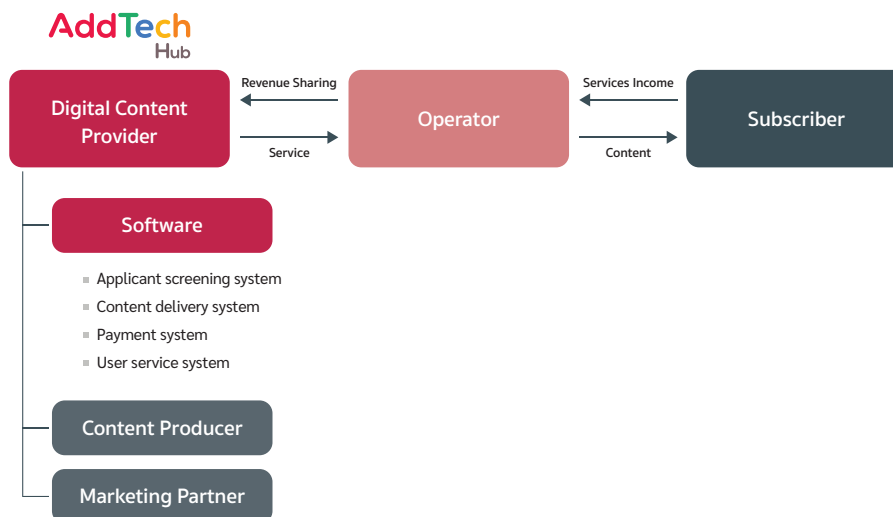 AddTech
Hub
Digital Content
Provider
Revenue Sharing
Service
Operator
Services Income
Content
Subscriber
Software
Applicant screening system
Content delivery system
Payment system
User service system
Content Producer
Marketing Partner